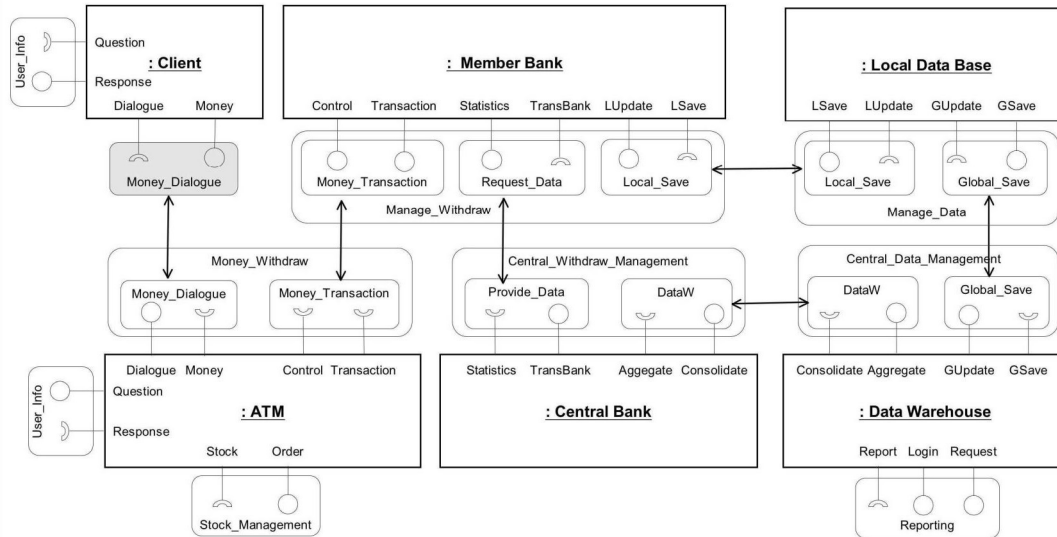 User_Info
Question
Response
: Client
Dialogue Money
Money_Dialogue
: Member Bank
Control Transaction Statistics TransBank LUpdate LSave
Money_Transaction Request_Data Local_Save
Manage_Withdraw
: Local Data Base
LSave LUpdate GUpdate GSave
Local_Save Global_Save
Manage_Data
Money_Withdraw
Money_Dialogue Money_Transaction
Dialogue Money Control Transaction
User_Info
Question
Response
: ATM
Stock Order
Stock_Management
Central_Withdraw_Management
Provide_Data DataW
Statistics TransBank Aggegate Consolidate
: Central Bank
Central_Data_Management
DataW Global_Save
Consolidate Aggregate GUpdate GSave
: Data Warehouse
Report Login Request
Reporting